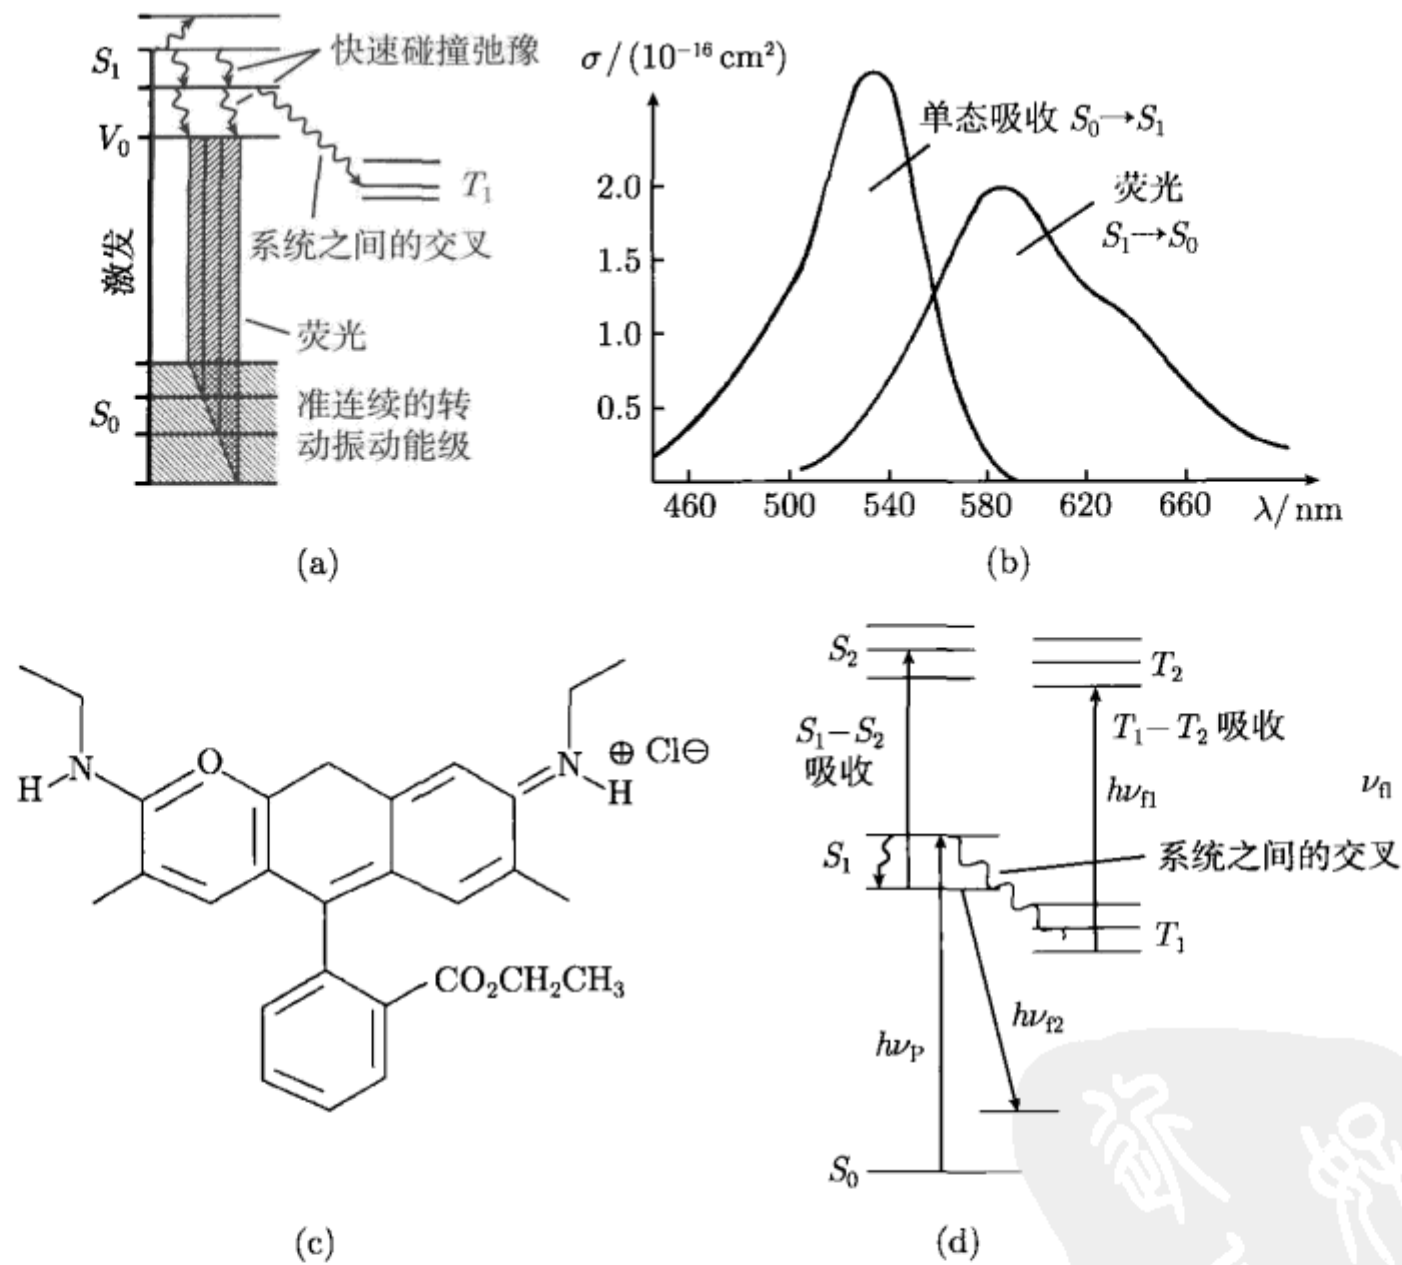 S₁
V₀
激发
S₀
快速碰撞弛豫
T₁
系统之间的交叉
荧光
准连续的转
动振动能级
(a)
σ/(10⁻¹⁶ cm²)
2.0
1.5
1.0
0.5
单态吸收 S₀→S₁
荧光
S₁→S₀
460 500 540 580 620 660 λ/nm
(b)
N
H
O
N
H
⊕ Cl⊖
CO₂CH₂CH₃
(c)
S₂
T₂
S₁−S₂
吸收
T₁−T₂ 吸收
hν_f1
ν_fl
S₁
系统之间的交叉
T₁
hν_P
hν_f2
S₀
(d)